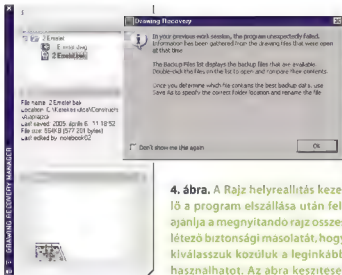 DRAWING RECOVERY MANAGER
2 Emelet
2 Emelet.bak
File name: 2 Emelet.bak
Last saved: 2005. április 6. 11:18:52
File size: 564KB (577 201 bytes)
Last edited by: notebook02
Drawing Recovery
In your previous work session, the program unexpectedly failed.
Information has been gathered from the drawing files that were open
at that time
The Backup Files list displays the backup files that are available.
Double-click the files on the list to open and compare their contents.
Once you determine which file contains the best backup data, use
Save As to specify the correct folder location and rename the file
Don't show me this again
OK
4. ábra. A Rajz helyreállítás keze
lő a program elszállása után fel
ajánlja a megnyitandó rajz össze
létező biztonsági másolatát, hogy
kiválasszuk közülük a leginkább
használhatót. Az ábra készítése